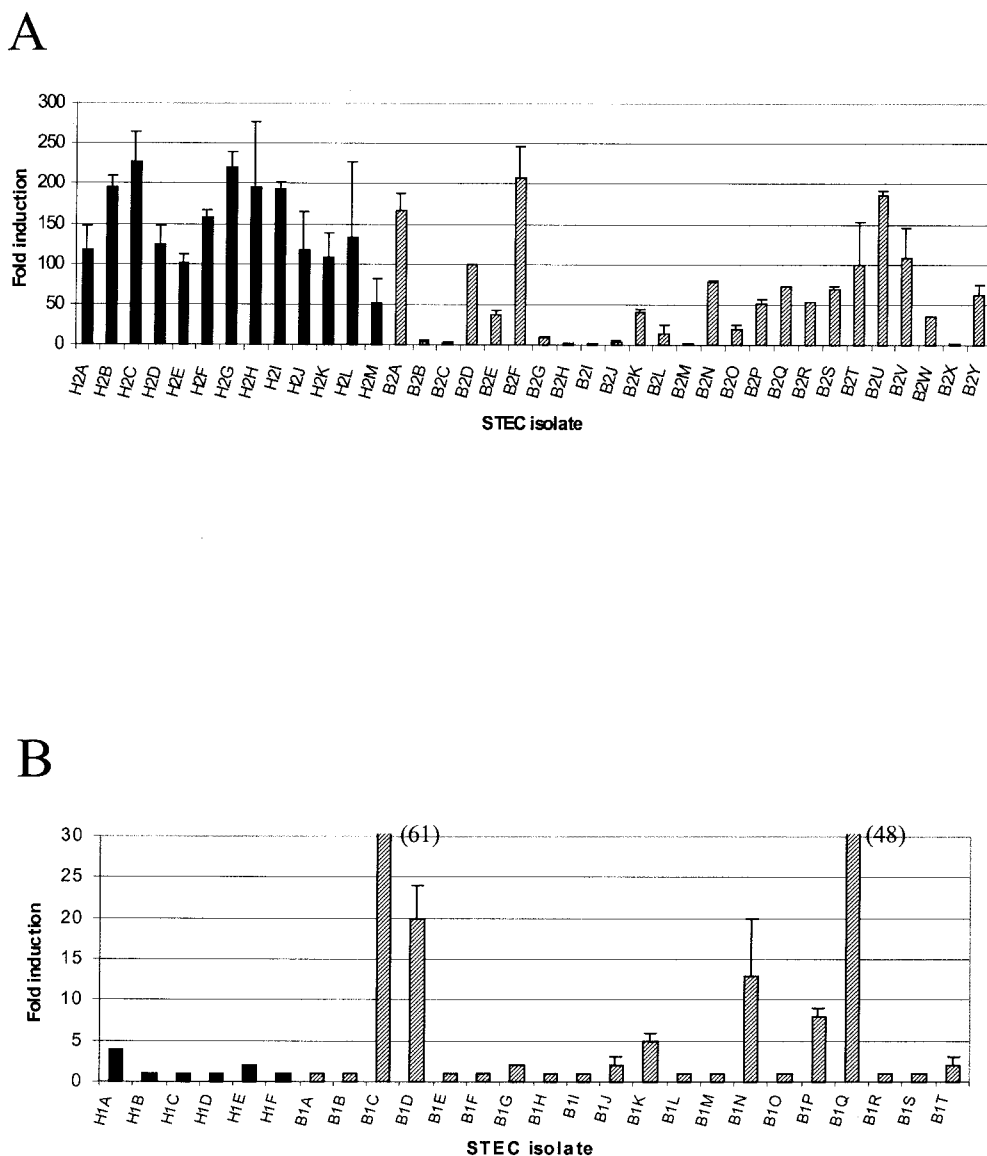 A
300
250
200
150
100
50
0
Fold induction
H2A H2B H2C H2D H2E H2F H2G H2H H2I H2J H2K H2L H2M B2A B2B B2C B2D B2E B2F B2G B2H B2I B2J B2K B2L B2M B2N B2O B2P B2Q B2R B2S B2T B2U B2V B2W B2X B2Y
STEC isolate
B
30
25
20
15
10
5
0
Fold induction
(61)
(48)
H1A H1B H1C H1D H1E H1F B1A B1B B1C B1D B1E B1F B1G B1H B1I B1J B1K B1L B1M B1N B1O B1P B1Q B1R B1S B1T
STEC isolate